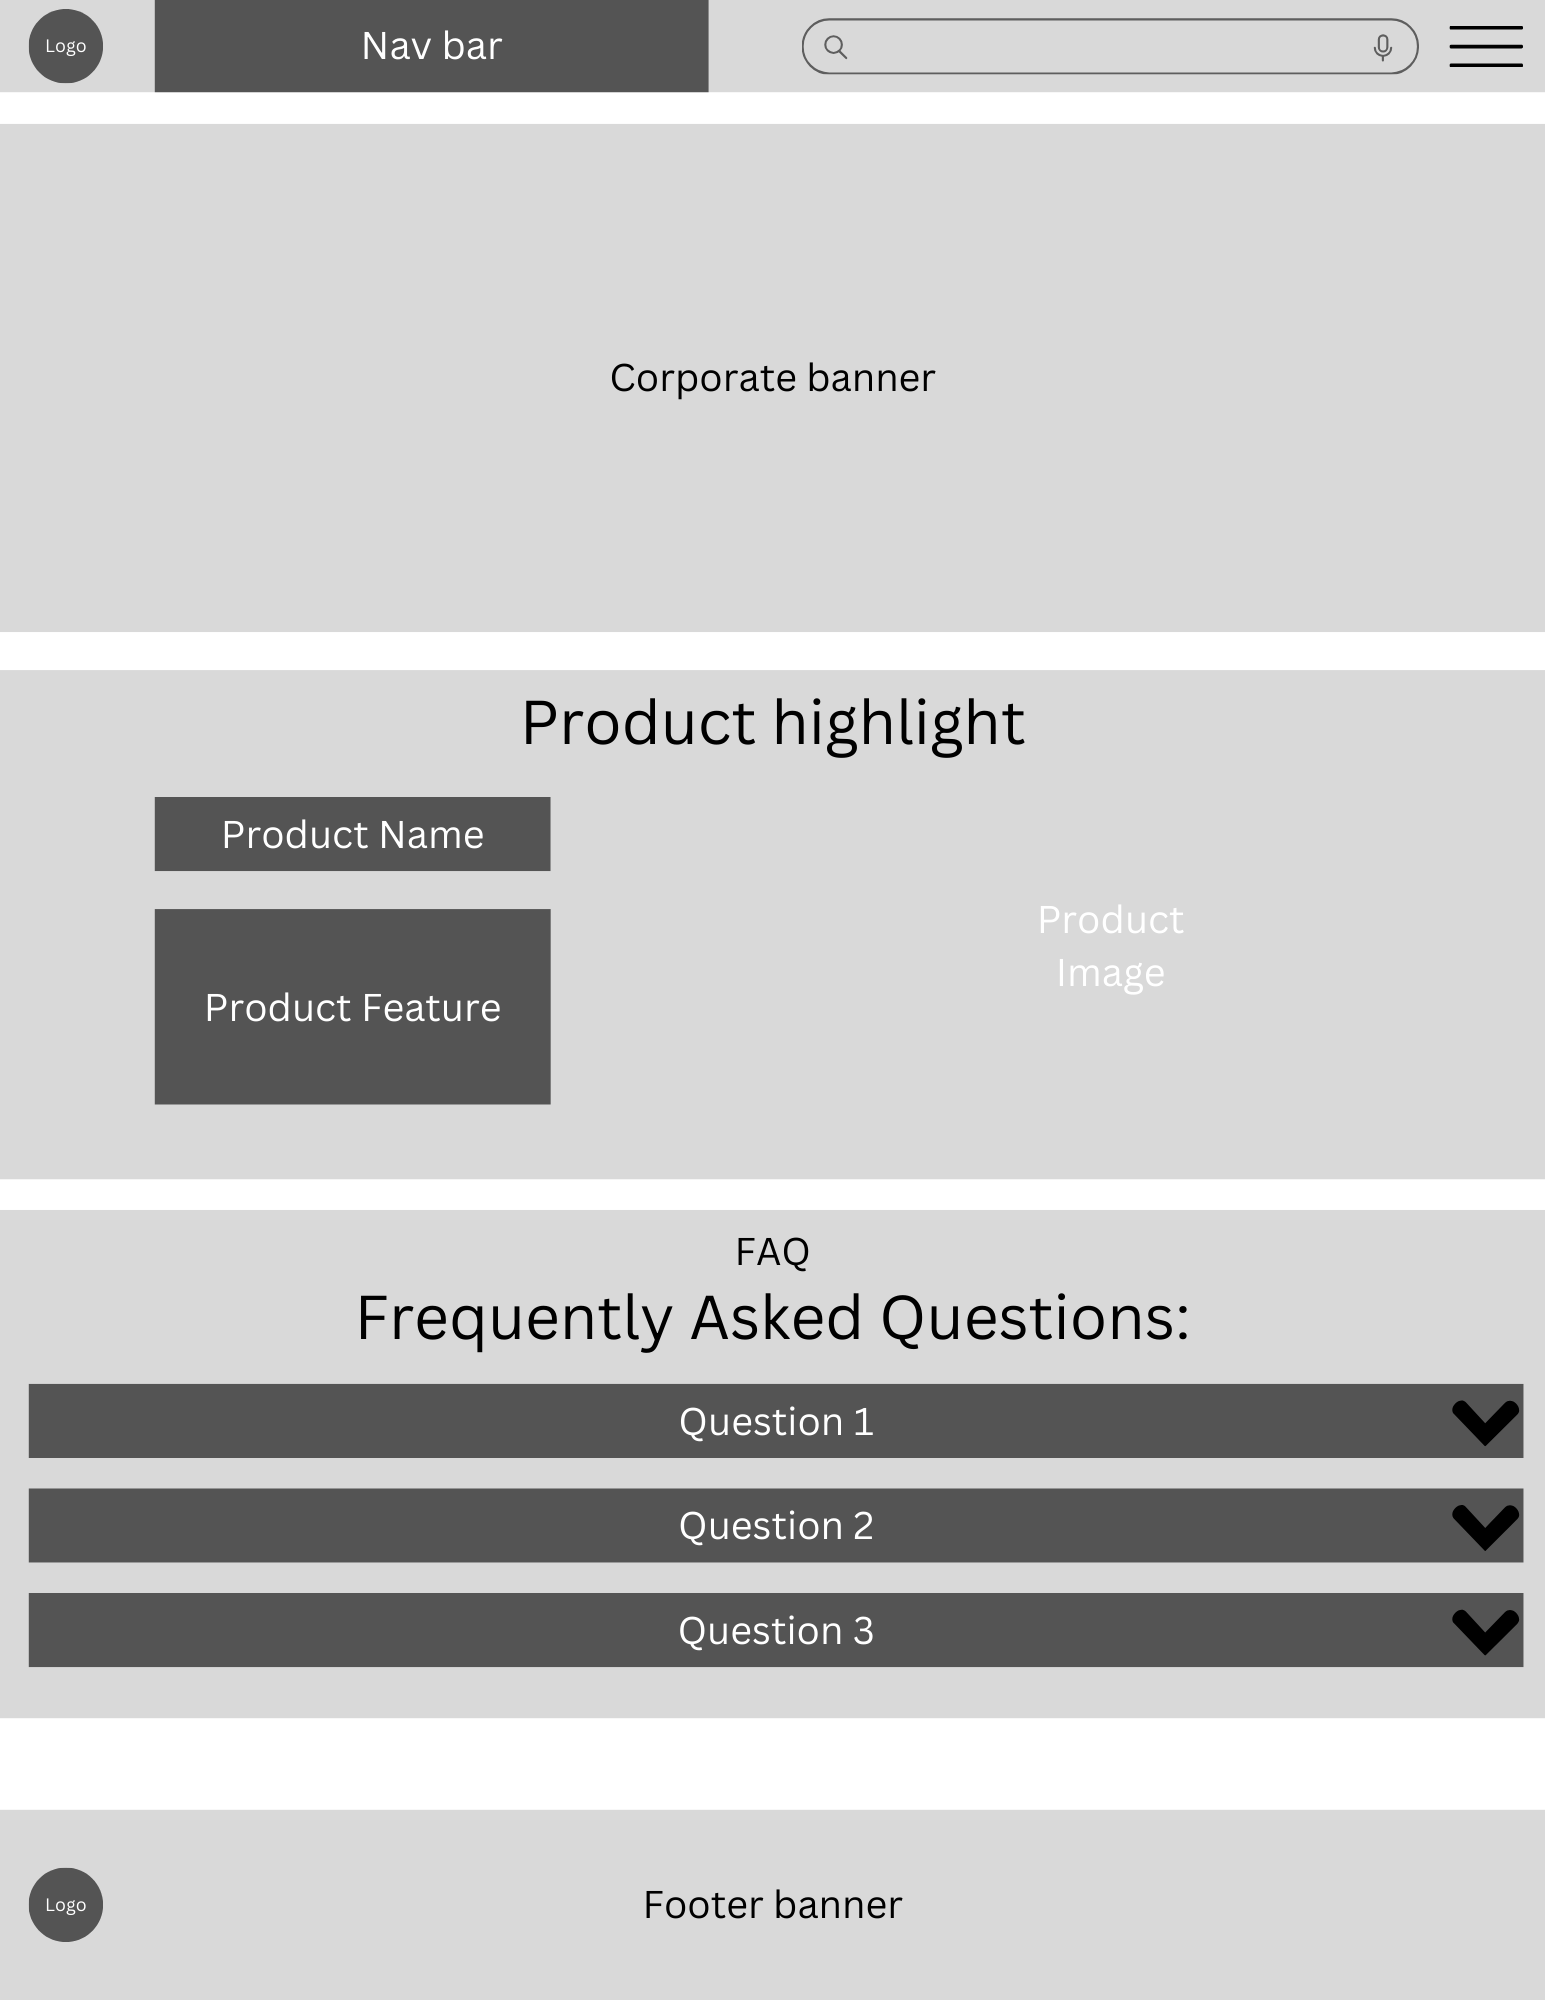 Logo
Nav bar
Corporate banner
Product highlight
Product Name
Product Feature
Product
Image
FAQ
Frequently Asked Questions:
Question 1
Question 2
Question 3
Logo
Footer banner